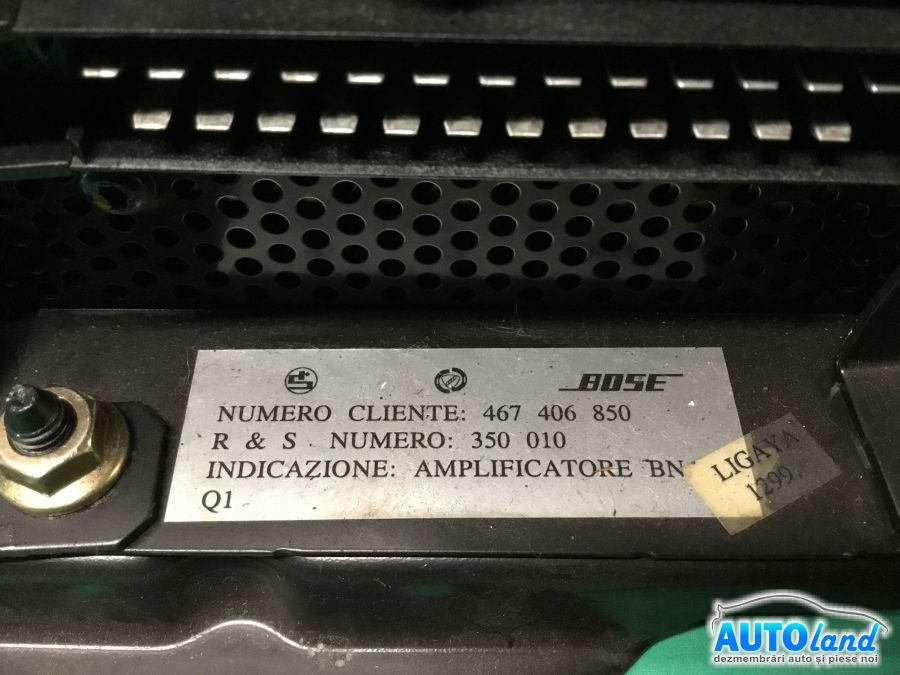 BOSE
NUMERO CLIENTE: 467 406 850
R & S NUMERO: 350 010
INDICAZIONE: AMPLIFICATORE BN
Q1
LIGAYA
1299
AUTOland
dezmembrări auto și piese noi